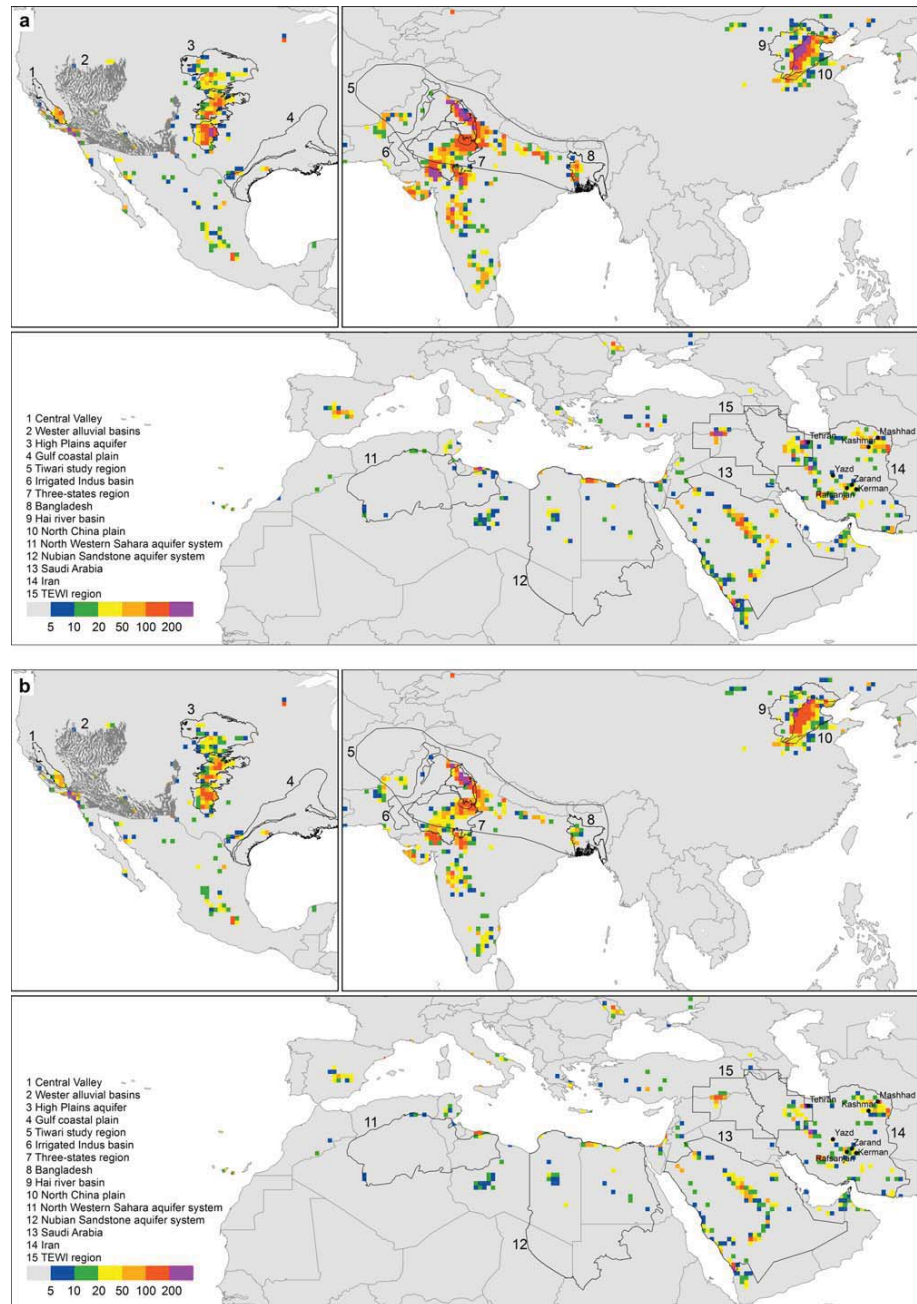 a
1
2
3
4
5
6
7
8
9
10
1 Central Valley
2 Wester alluvial basins
3 High Plains aquifer
4 Gulf coastal plain
5 Tiwari study region
6 Irrigated Indus basin
7 Three-states region
8 Bangladesh
9 Hai river basin
10 North China plain
11 North Western Sahara aquifer system
12 Nubian Sandstone aquifer system
13 Saudi Arabia
14 Iran
15 TEWI region
5 10 20 50 100 200
11
12
13
14
15
Tehran
Kashmar
Mashhad
Yazd
Zarand
Rafsanjan
Kerman
b
1
2
3
4
5
6
7
8
9
10
1 Central Valley
2 Wester alluvial basins
3 High Plains aquifer
4 Gulf coastal plain
5 Tiwari study region
6 Irrigated Indus basin
7 Three-states region
8 Bangladesh
9 Hai river basin
10 North China plain
11 North Western Sahara aquifer system
12 Nubian Sandstone aquifer system
13 Saudi Arabia
14 Iran
15 TEWI region
5 10 20 50 100 200
11
12
13
14
15
Tehran
Kashmar
Mashhad
Yazd
Zarand
Rafsanjan
Kerman